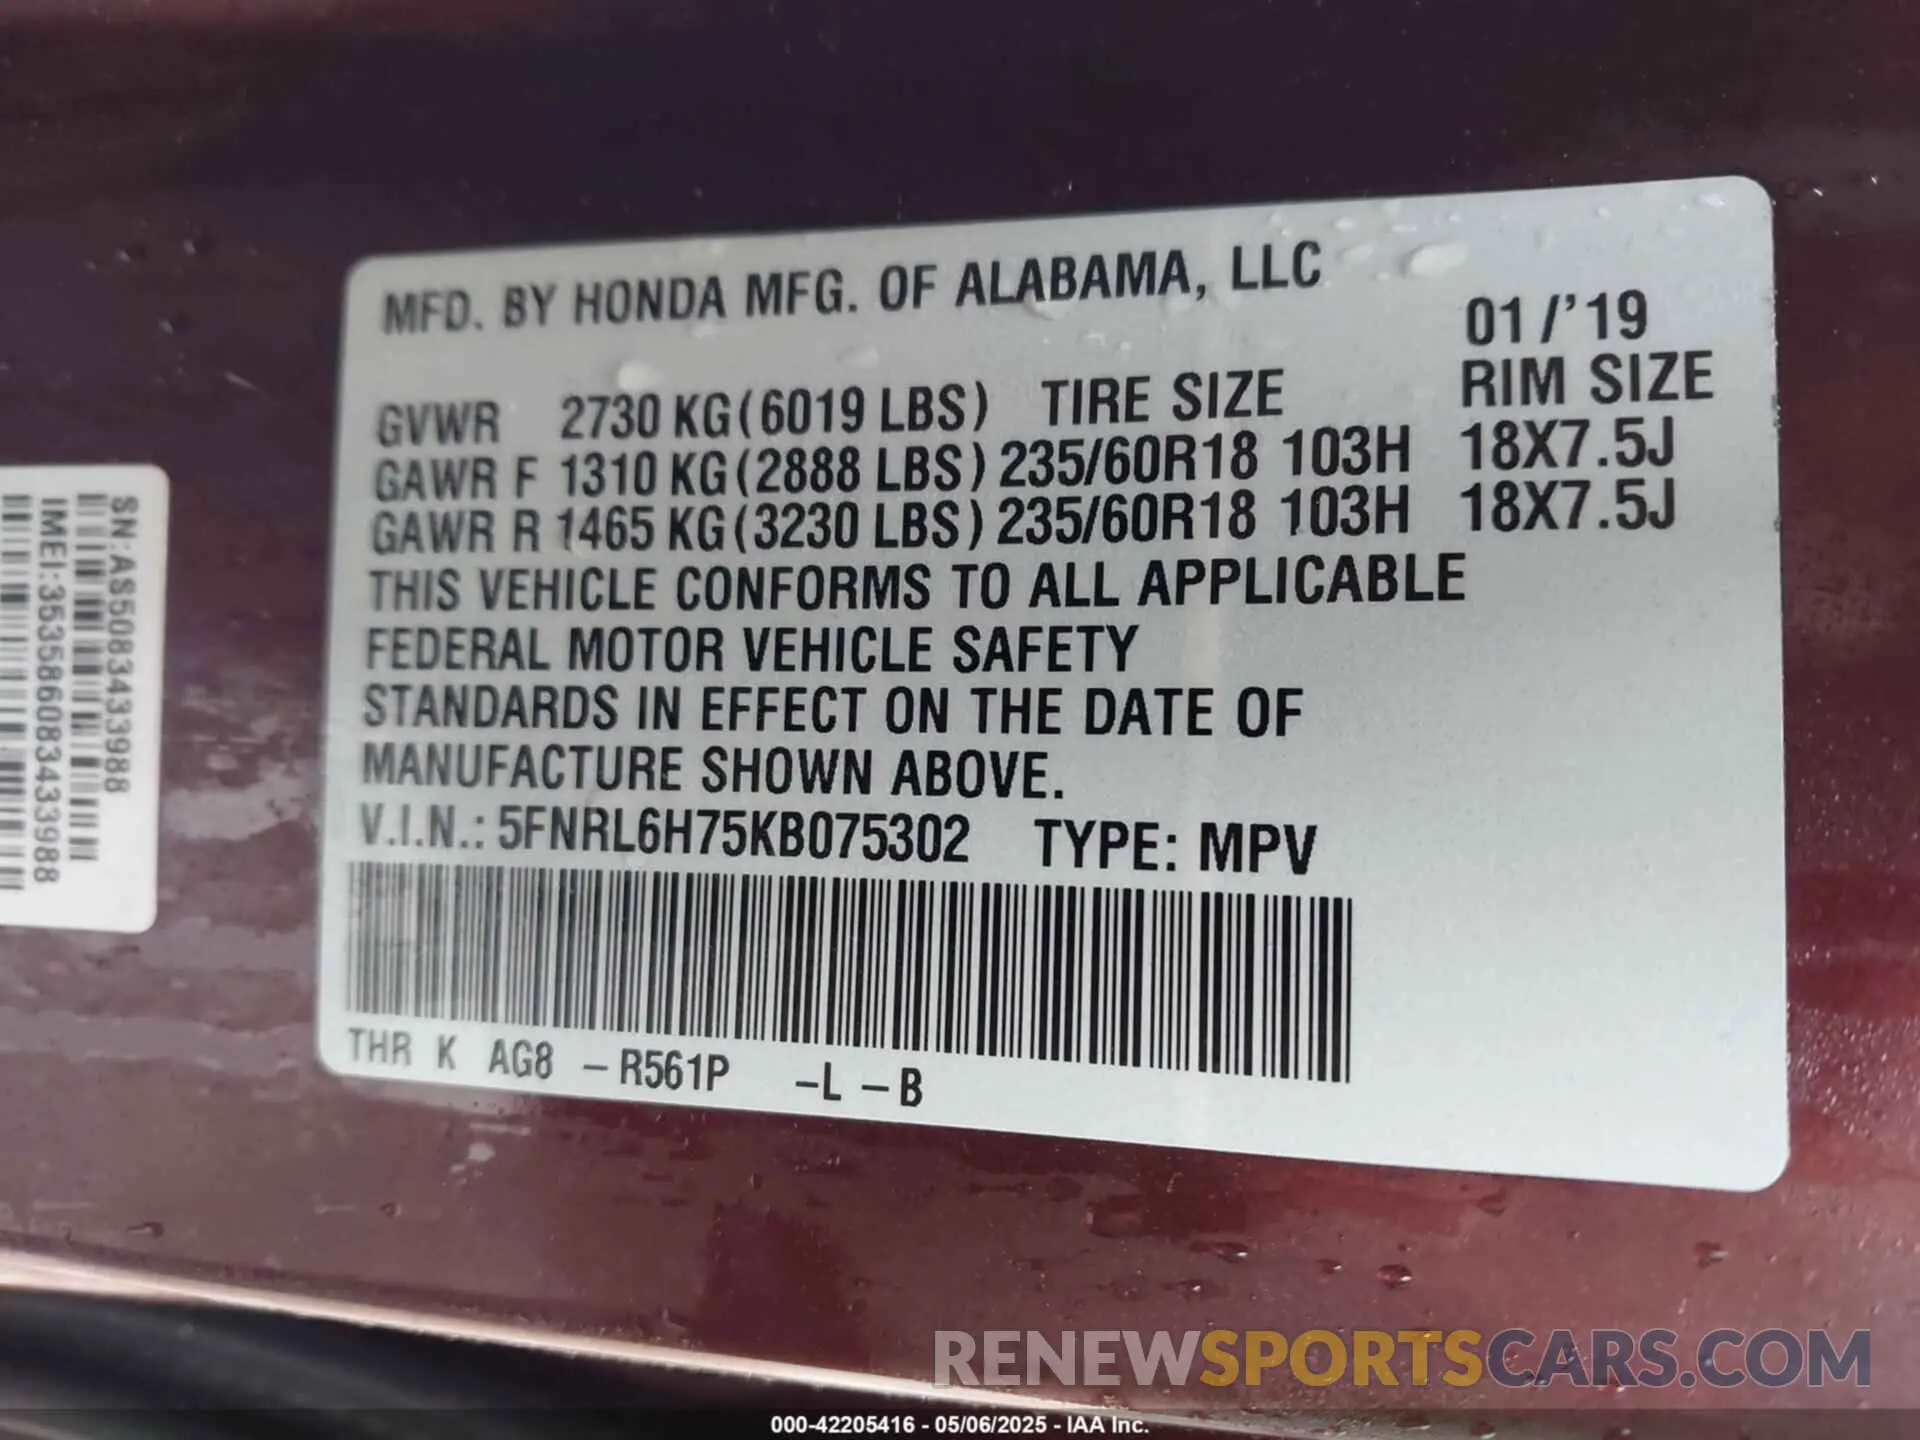 MFD. BY HONDA MFG. OF ALABAMA, LLC
01/'19
GVWR 2730 KG(6019 LBS) TIRE SIZE RIM SIZE
GAWR F 1310 KG(2888 LBS) 235/60R18 103H 18X7.5J
GAWR R 1465 KG(3230 LBS) 235/60R18 103H 18X7.5J
THIS VEHICLE CONFORMS TO ALL APPLICABLE
FEDERAL MOTOR VEHICLE SAFETY
STANDARDS IN EFFECT ON THE DATE OF
MANUFACTURE SHOWN ABOVE.
V.I.N.: 5FNRL6H75KB075302 TYPE: MPV
THR K AG8 -R561P -L -B
SN:AS50834339​88
IMEI:353586083433988
RENEWSPORTSCARS.COM
000-42205416 - 05/06/2025 - IAA Inc.